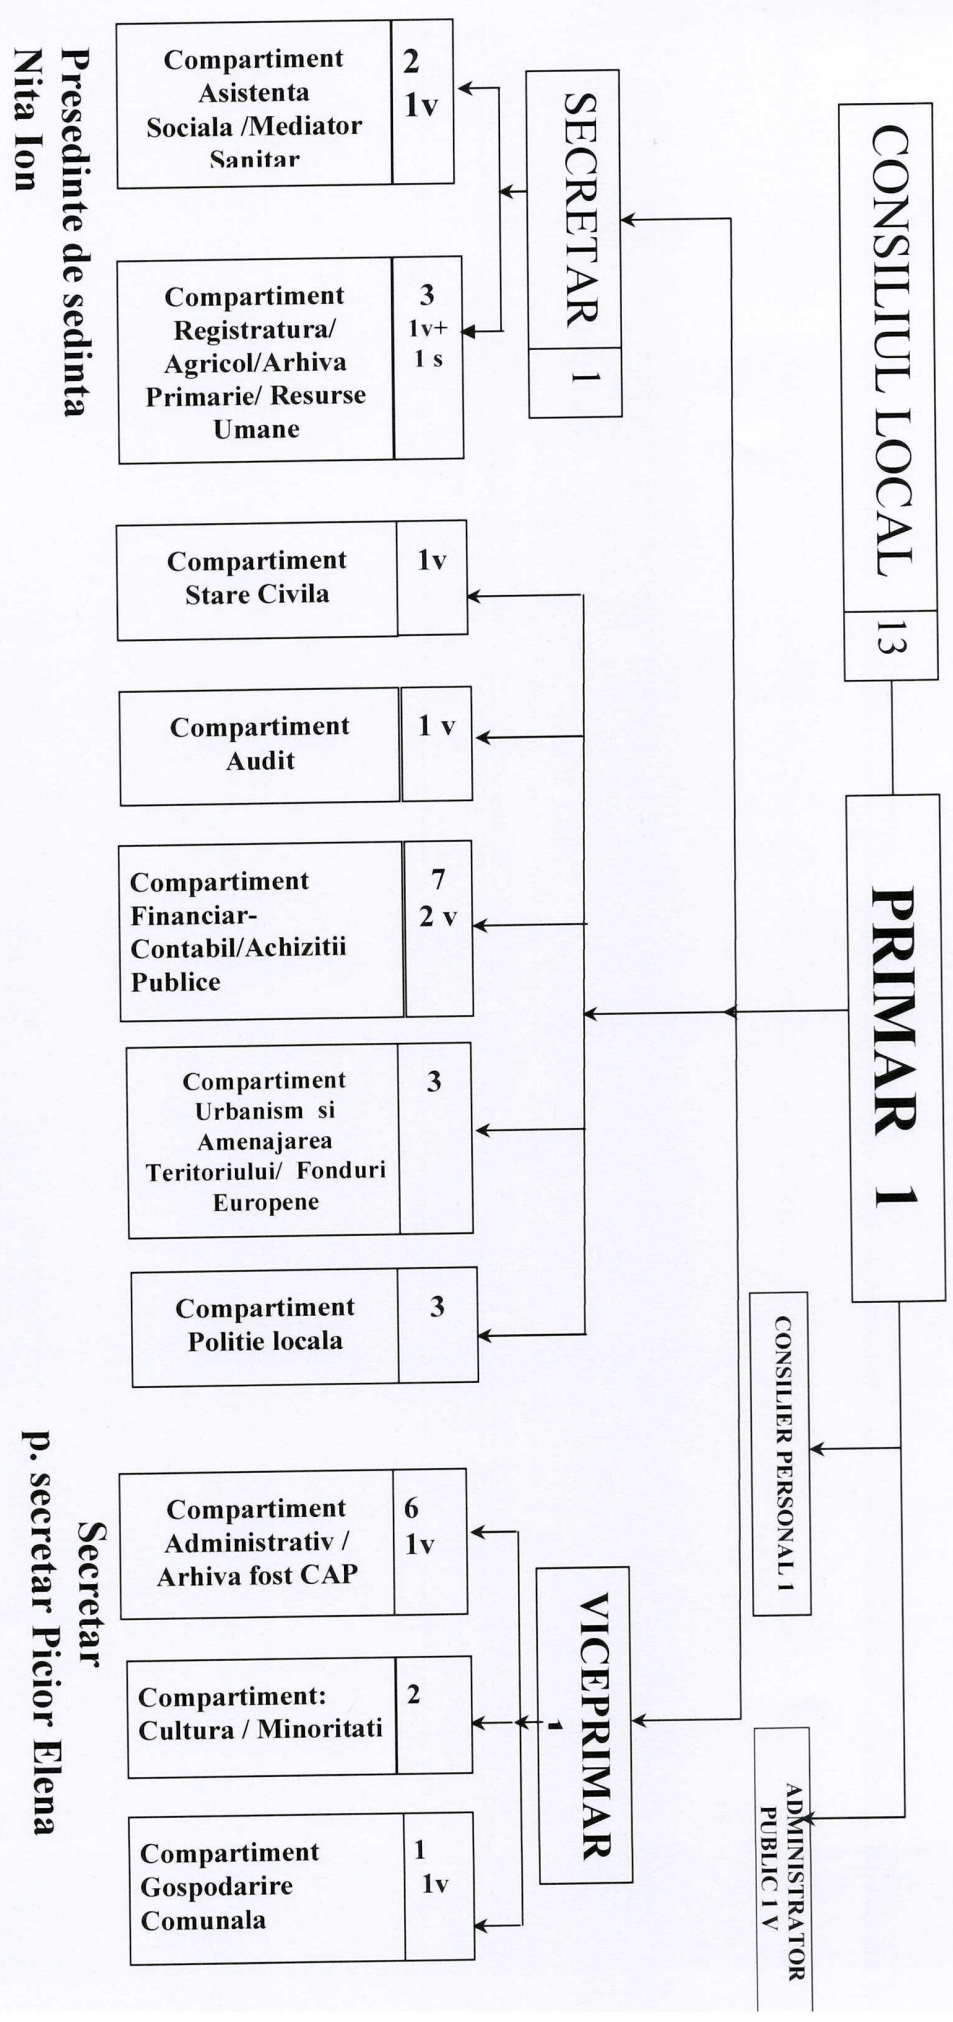 CONSILIUL LOCAL 13
PRIMAR 1
CONSILIER PERSONAL 1
ADMINISTRATOR
PUBLIC 1 V
SECRETAR 1
VICEPRIMAR
1
Compartiment
Asistenta
Sociala /Mediator
Sanitar
2
1v
Compartiment
Registratura/
Agricol/Arhiva
Primarie/ Resurse
Umane
3
1v+
1 s
Compartiment
Stare Civila
1v
Compartiment
Audit
1 v
Compartiment
Financiar-
Contabil/Achizitii
Publice
7
2 v
Compartiment
Urbanism si
Amenajarea
Teritoriului/ Fonduri
Europene
3
Compartiment
Politie locala
3
Compartiment
Administrativ /
Arhiva fost CAP
6
1v
Compartiment:
Cultura / Minoritati
2
Compartiment
Gospodarire
Comunala
1
1v
Presedinte de sedinta
Nita Ion
Secretar
p. secretar Picior Elena